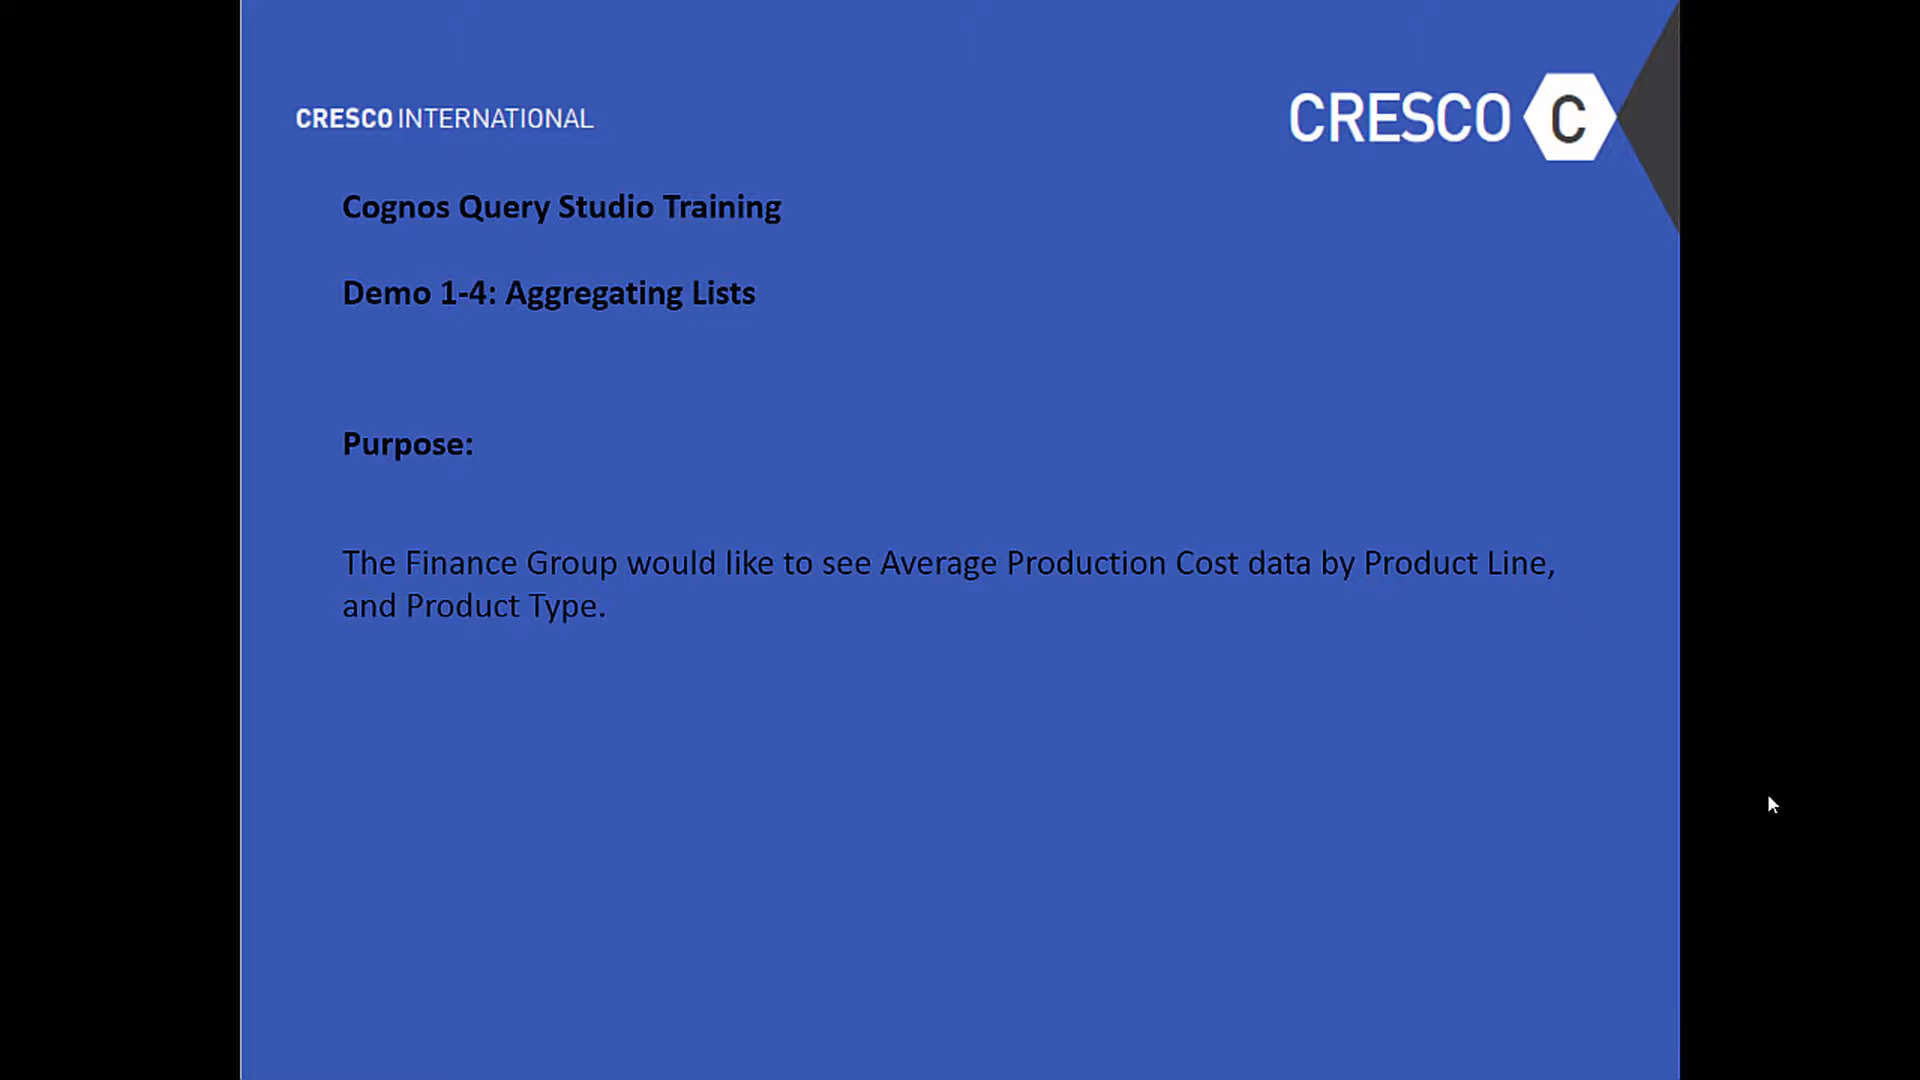 CRESCO INTERNATIONAL
CRESCO C
Cognos Query Studio Training
Demo 1-4: Aggregating Lists
Purpose:
The Finance Group would like to see Average Production Cost data by Product Line,
and Product Type.